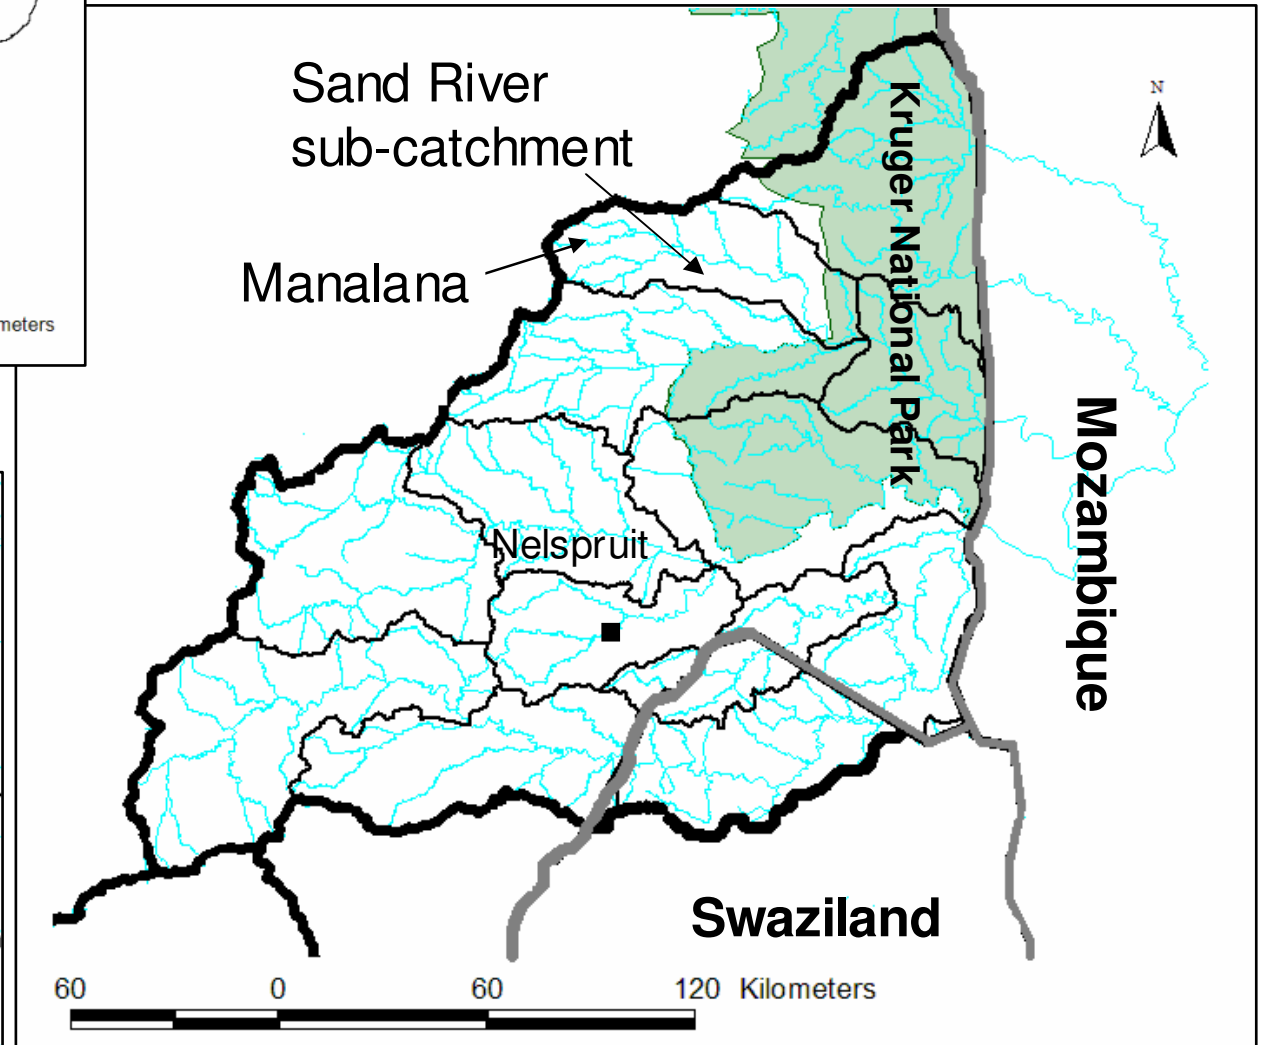 Sand River
sub-catchment
N
Kruger National Park
Manalana
meters
Mozambique
Nelspruit
Swaziland
60 0 60 120 Kilometers